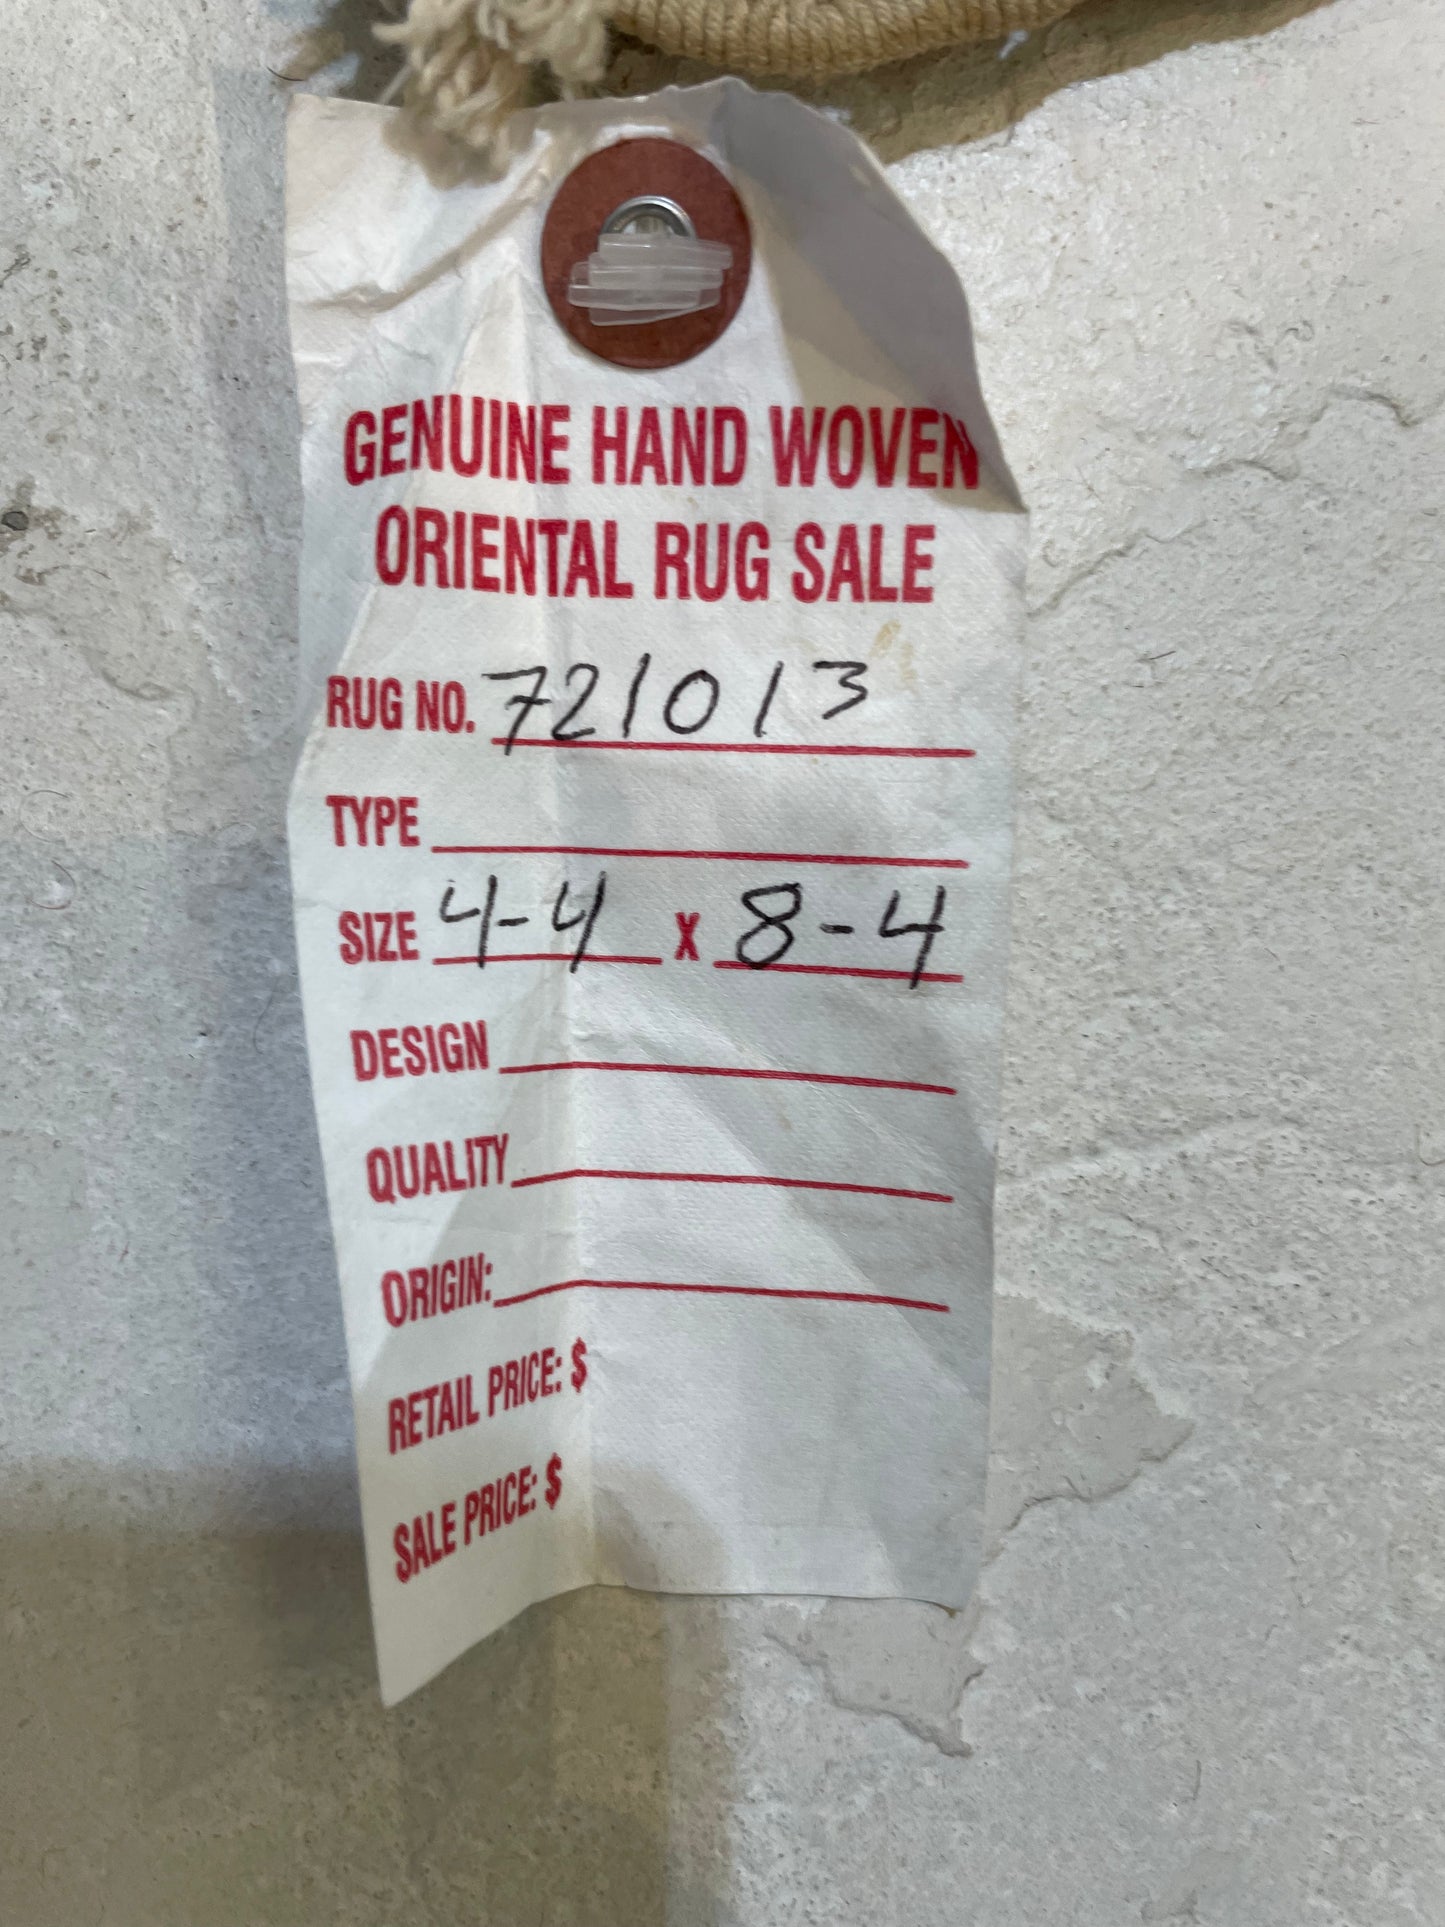 GENUINE HAND WOVEN
ORIENTAL RUG SALE
RUG NO. 721013
TYPE
SIZE 4-4 X 8-4
DESIGN
QUALITY
ORIGIN:
RETAIL PRICE: $
SALE PRICE: $